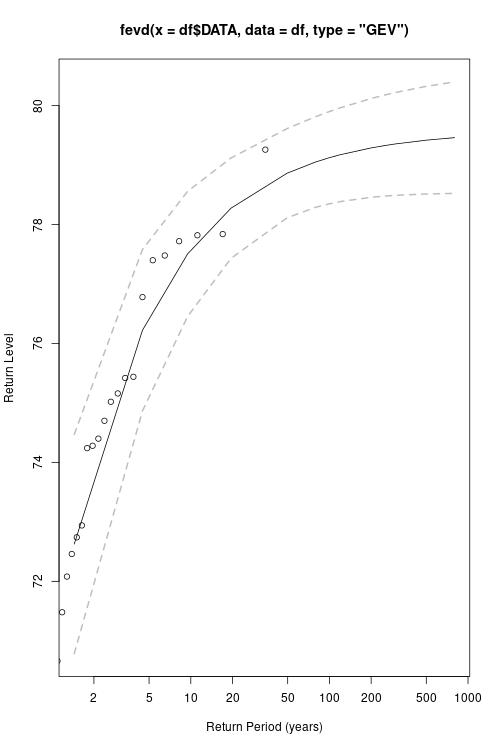 fevd(x = df$DATA, data = df, type = "GEV")
80
78
76
74
72
Return Level
2 5 10 20 50 100 200 500 1000
Return Period (years)